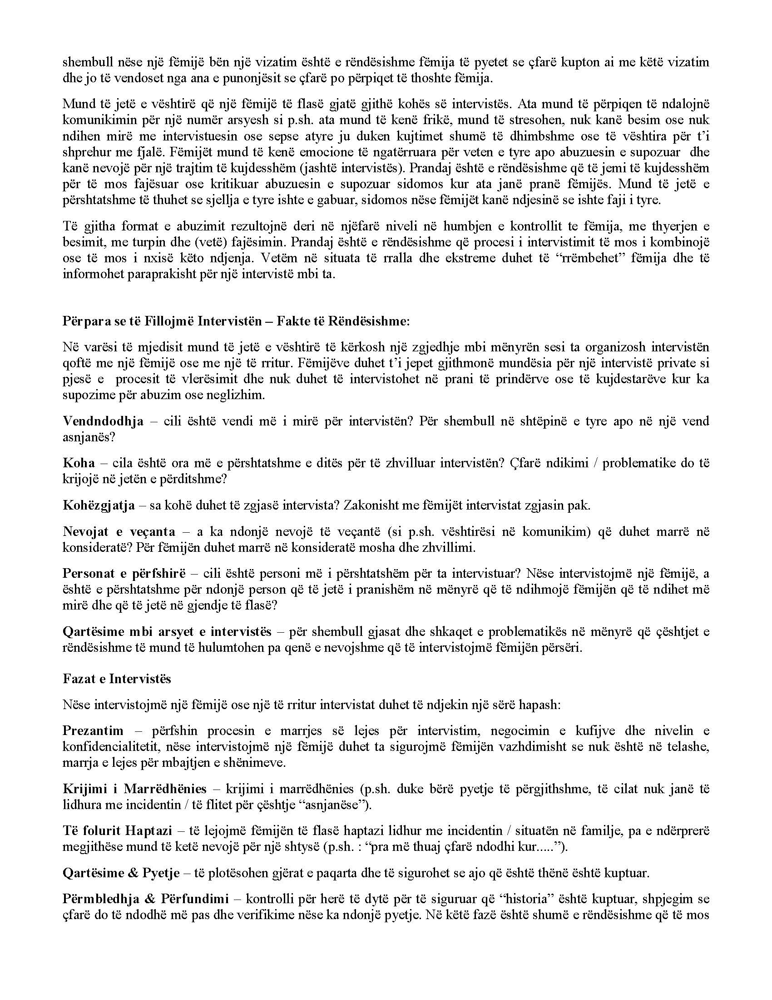 shembull nëse një fëmijë bën një vizatim është e rëndësishme fëmija të pyetet se çfarë kupton ai me këtë vizatim
dhe jo të vendoset nga ana e punonjësit se çfarë po përpiqet të thoshte fëmija.
Mund të jetë e vështirë që një fëmijë të flasë gjatë gjithë kohës së intervistës. Ata mund të përpiqen të ndalojnë
komunikimin për një numër arsyesh si p.sh. ata mund të kenë frikë, mund të stresohen, nuk kanë besim ose nuk
ndihen mirë me intervistuesin ose sepse atyre ju duken kujtimet shumë të dhimbshme ose të vështira për t’i
shprehur me fjalë. Fëmijët mund të kenë emocione të ngatërruara për veten e tyre apo abuzuesin e supozuar dhe
kanë nevojë për një trajtim të kujdesshëm (jashtë intervistës). Prandaj është e rëndësishme që të jemi të kujdesshëm
për të mos fajësuar ose kritikuar abuzuesin e supozuar sidomos kur ata janë pranë fëmijës. Mund të jetë e
përshtatshme të thuhet se sjellja e tyre ishte e gabuar, sidomos nëse fëmijët kanë ndjesinë se ishte faji i tyre.
Të gjitha format e abuzimit rezultojnë deri në njëfarë niveli në humbjen e kontrollit te fëmija, me thyerjen e
besimit, me turpin dhe (vetë) fajësimin. Prandaj është e rëndësishme që procesi i intervistimit të mos i kombinojë
ose të mos i nxisë këto ndjenja. Vetëm në situata të rralla dhe ekstreme duhet të “rrëmbehet” fëmija dhe të
informohet paraprakisht për një intervistë mbi ta.
Përpara se të Fillojmë Intervistën – Fakte të Rëndësishme:
Në varësi të mjedisit mund të jetë e vështirë të kërkosh një zgjedhje mbi mënyrën sesi ta organizosh intervistën
qoftë me një fëmijë ose me një të rritur. Fëmijëve duhet t’i jepet gjithmonë mundësia për një intervistë private si
pjesë e procesit të vlerësimit dhe nuk duhet të intervistohet në prani të prindërve ose të kujdestarëve kur ka
supozime për abuzim ose neglizhim.
Vendndodhja – cili është vendi më i mirë për intervistën? Për shembull në shtëpinë e tyre apo në një vend
asnjanës?
Koha – cila është ora më e përshtatshme e ditës për të zhvilluar intervistën? Çfarë ndikimi / problematike do të
krijojë në jetën e përditshme?
Kohëzgjatja – sa kohë duhet të zgjasë intervista? Zakonisht me fëmijët intervistat zgjasin pak.
Nevojat e veçanta – a ka ndonjë nevojë të veçantë (si p.sh. vështirësi në komunikim) që duhet marrë në
konsideratë? Për fëmijën duhet marrë në konsideratë mosha dhe zhvillimi.
Personat e përfshirë – cili është personi më i përshtatshëm për ta intervistuar? Nëse intervistojmë një fëmijë, a
është e përshtatshme për ndonjë person që të jetë i pranishëm në mënyrë që të ndihmojë fëmijën që të ndihet më
mirë dhe që të jetë në gjendje të flasë?
Qartësime mbi arsyet e intervistës – për shembull gjasat dhe shkaqet e problematikës në mënyrë që çështjet e
rëndësishme të mund të hulumtohen pa qenë e nevojshme që të intervistojmë fëmijën përsëri.
Fazat e Intervistës
Nëse intervistojmë një fëmijë ose një të rritur intervistat duhet të ndjekin një sërë hapash:
Prezantim – përfshin procesin e marrjes së lejes për intervistim, negocimin e kufijve dhe nivelin e
konfidencialitetit, nëse intervistojmë një fëmijë duhet ta sigurojmë fëmijën vazhdimisht se nuk është në telashe,
marrja e lejes për mbajtjen e shënimeve.
Krijimi i Marrëdhënies – krijimi i marrëdhënies (p.sh. duke bërë pyetje të përgjithshme, të cilat nuk janë të
lidhura me incidentin / të flitet për çështje “asnjanëse”).
Të folurit Haptazi – të lejojmë fëmijën të flasë haptazi lidhur me incidentin / situatën në familje, pa e ndërprerë
megjithëse mund të ketë nevojë për një shtysë (p.sh. : “pra më thuaj çfarë ndodhi kur.....”).
Qartësime & Pyetje – të plotësohen gjërat e paqarta dhe të sigurohet se ajo që është thënë është kuptuar.
Përmbledhja & Përfundimi – kontrolli për herë të dytë për të siguruar që “historia” është kuptuar, shpjegim se
çfarë do të ndodhë më pas dhe verifikime nëse ka ndonjë pyetje. Në këtë fazë është shumë e rëndësishme që të mos